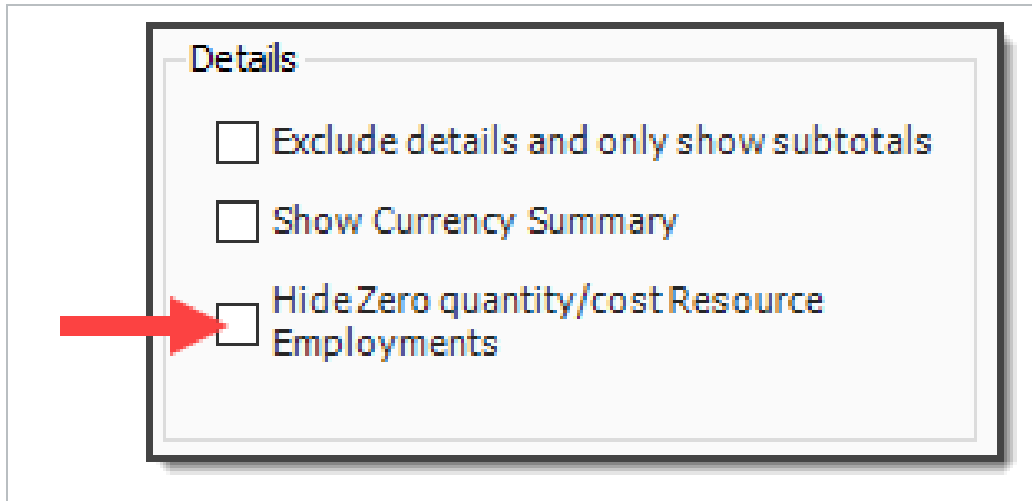 Details
Exclude details and only show subtotals
Show Currency Summary
Hide Zero quantity/cost Resource
Employments